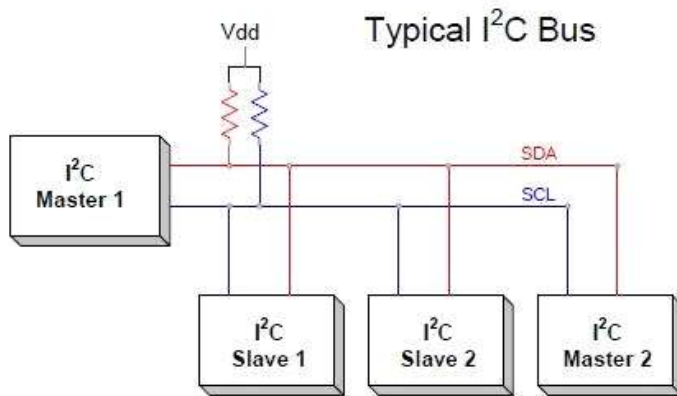 Typical I²C Bus
Vdd
SDA
I²C
Master 1
SCL
I²C
Slave 1
I²C
Slave 2
I²C
Master 2